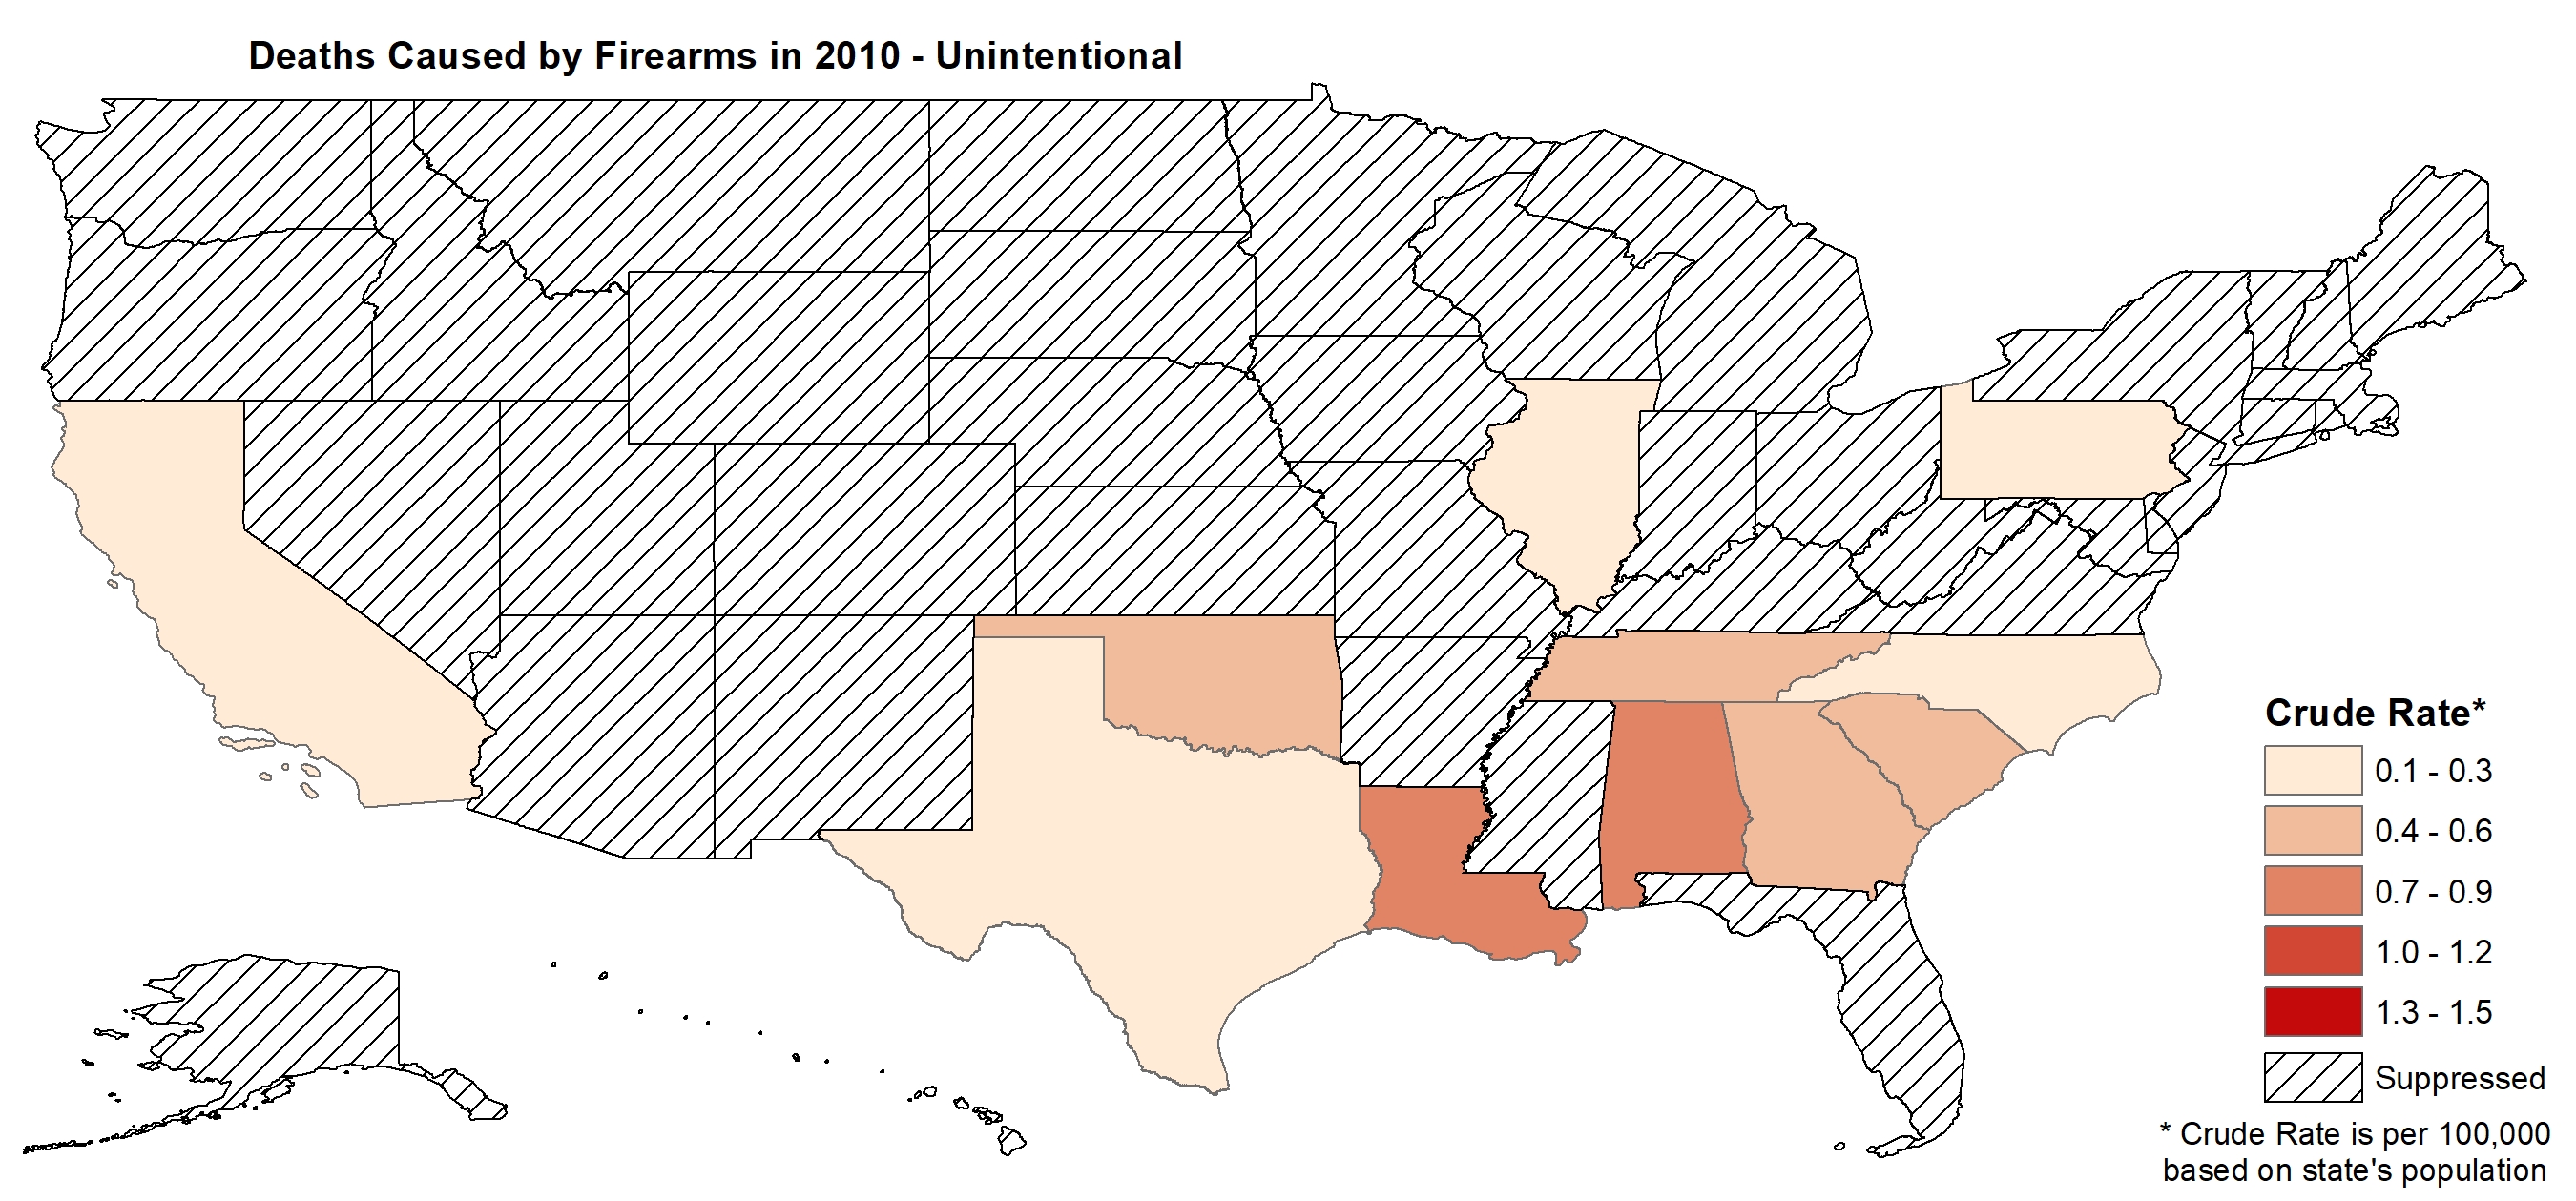 Deaths Caused by Firearms in 2010 - Unintentional
Crude Rate*
0.1 - 0.3
0.4 - 0.6
0.7 - 0.9
1.0 - 1.2
1.3 - 1.5
Suppressed
* Crude Rate is per 100,000
based on state's population